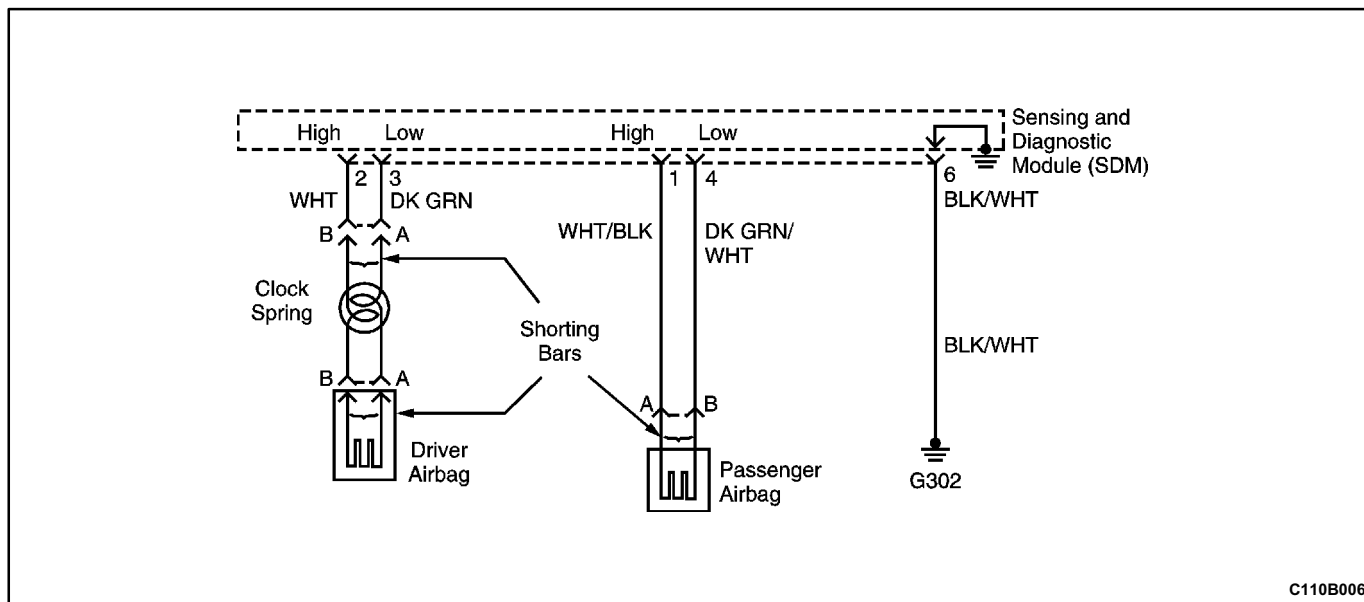 Sensing and
Diagnostic
Module (SDM)
High Low High Low
2 3 1 4 6
WHT DK GRN BLK/WHT
WHT/BLK DK GRN/
WHT
B A
Clock
Spring
Shorting
Bars
BLK/WHT
B A
A B
Driver
Airbag
Passenger
Airbag
G302
C110B006